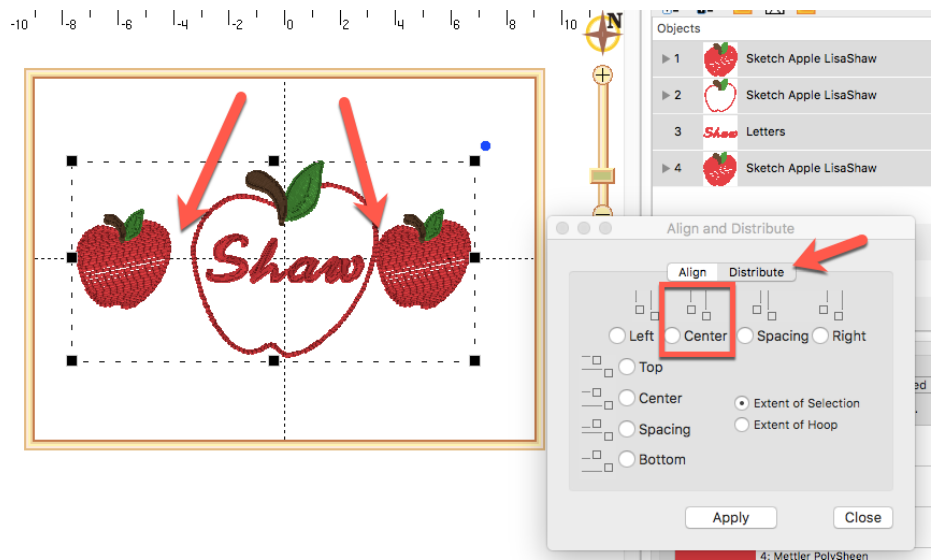 -10 -8 -6 -4 -2 0 2 4 6 8 10
N
Objects
1 Sketch Apple LisaShaw
2 Sketch Apple LisaShaw
3 Shaw Letters
4 Sketch Apple LisaShaw
Shaw
Align and Distribute
Align Distribute
Left Center Spacing Right
Top
Center
Spacing
Bottom
Extent of Selection
Extent of Hoop
Apply Close
ed
4: Mettler PolySheen